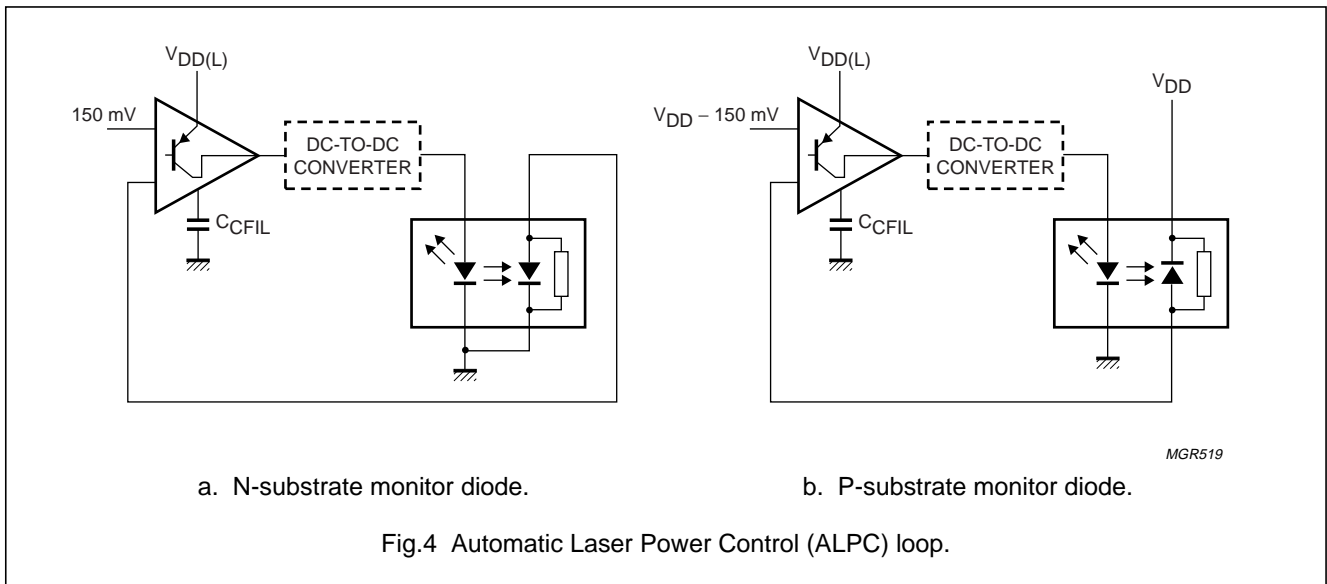 V_DD(L)
150 mV
DC-TO-DC
CONVERTER
C_CFIL
V_DD(L)
V_DD
V_DD − 150 mV
DC-TO-DC
CONVERTER
C_CFIL
MGR519
a. N-substrate monitor diode.
b. P-substrate monitor diode.
Fig.4 Automatic Laser Power Control (ALPC) loop.